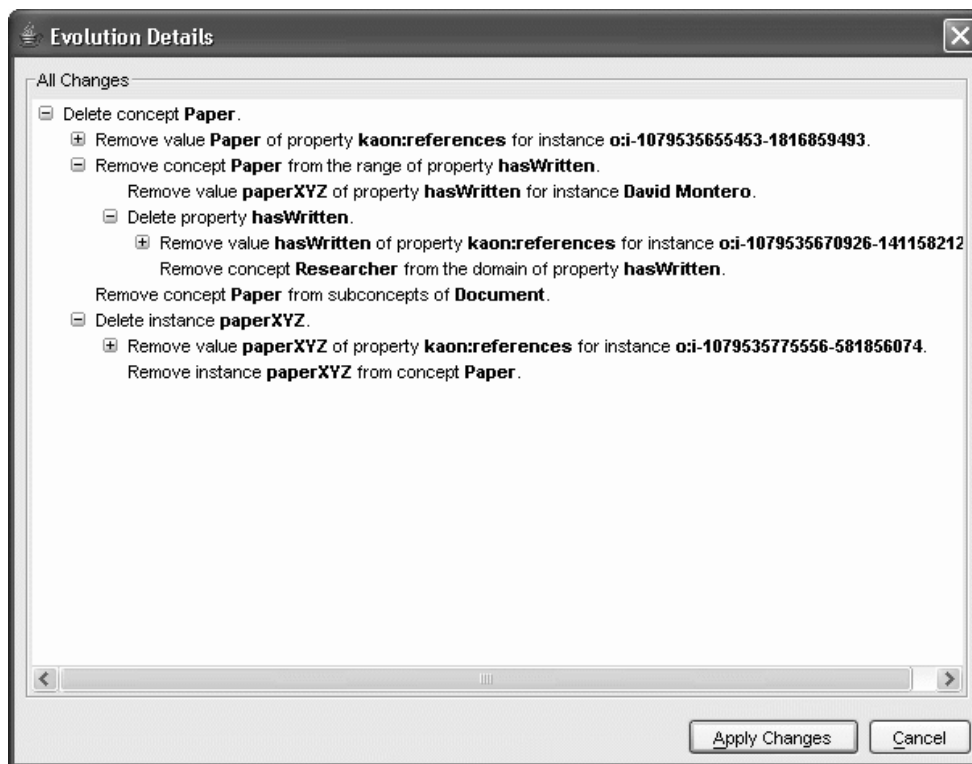 Evolution Details
All Changes
Delete concept Paper.
Remove value Paper of property kaon:references for instance o:i-1079535655453-1816859493.
Remove concept Paper from the range of property hasWritten.
Remove value paperXYZ of property hasWritten for instance David Montero.
Delete property hasWritten.
Remove value hasWritten of property kaon:references for instance o:i-1079535670926-141158212
Remove concept Researcher from the domain of property hasWritten.
Remove concept Paper from subconcepts of Document.
Delete instance paperXYZ.
Remove value paperXYZ of property kaon:references for instance o:i-1079535775556-581856074.
Remove instance paperXYZ from concept Paper.
Apply Changes Cancel